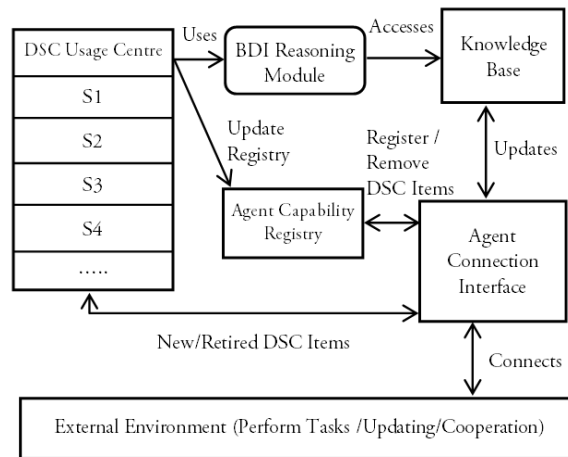 DSC Usage Centre
S1
S2
S3
S4
.....
Uses
BDI Reasoning
Module
Accesses
Knowledge
Base
Update
Registry
Register /
Remove
DSC Items
Updates
Agent Capability
Registry
Agent
Connection
Interface
New/Retired DSC Items
Connects
External Environment (Perform Tasks /Updating/Cooperation)